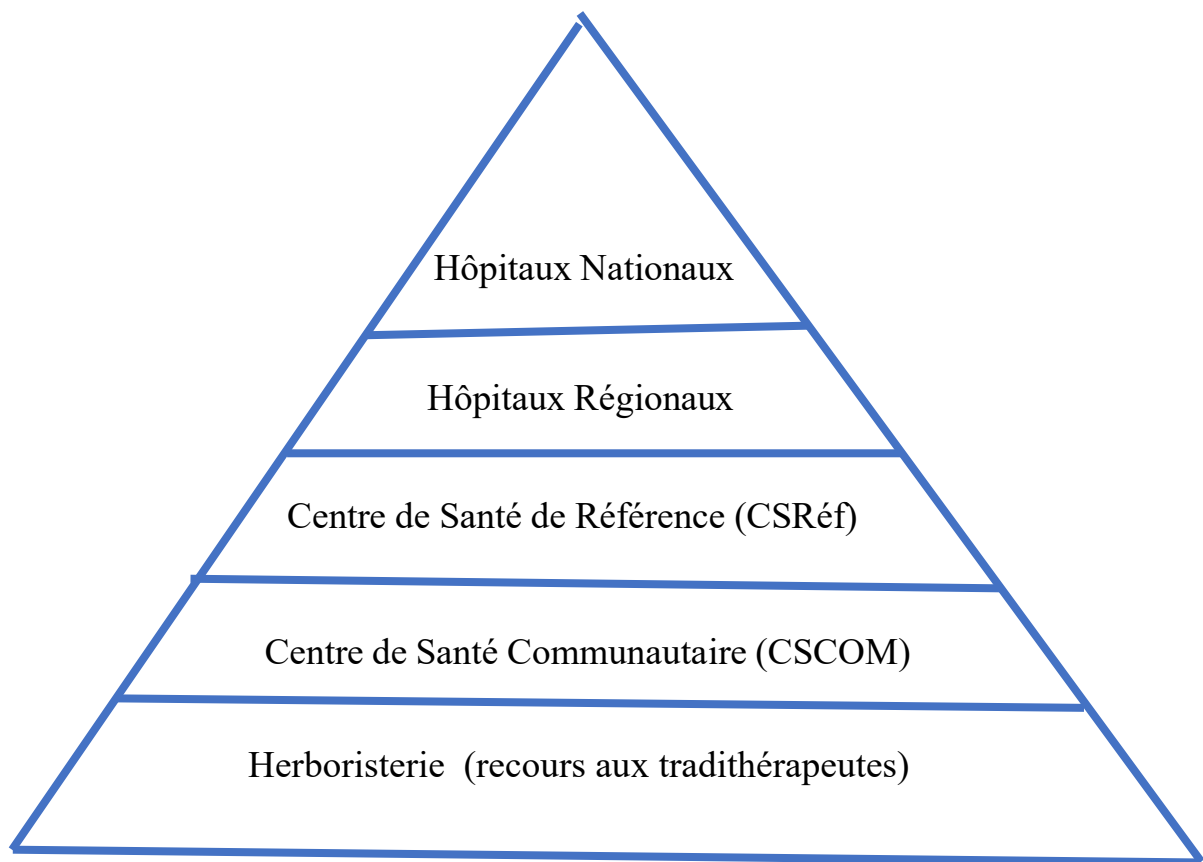 Hôpitaux Nationaux
Hôpitaux Régionaux
Centre de Santé de Référence (CSRéf)
Centre de Santé Communautaire (CSCOM)
Herboristerie  (recours aux tradithérapeutes)